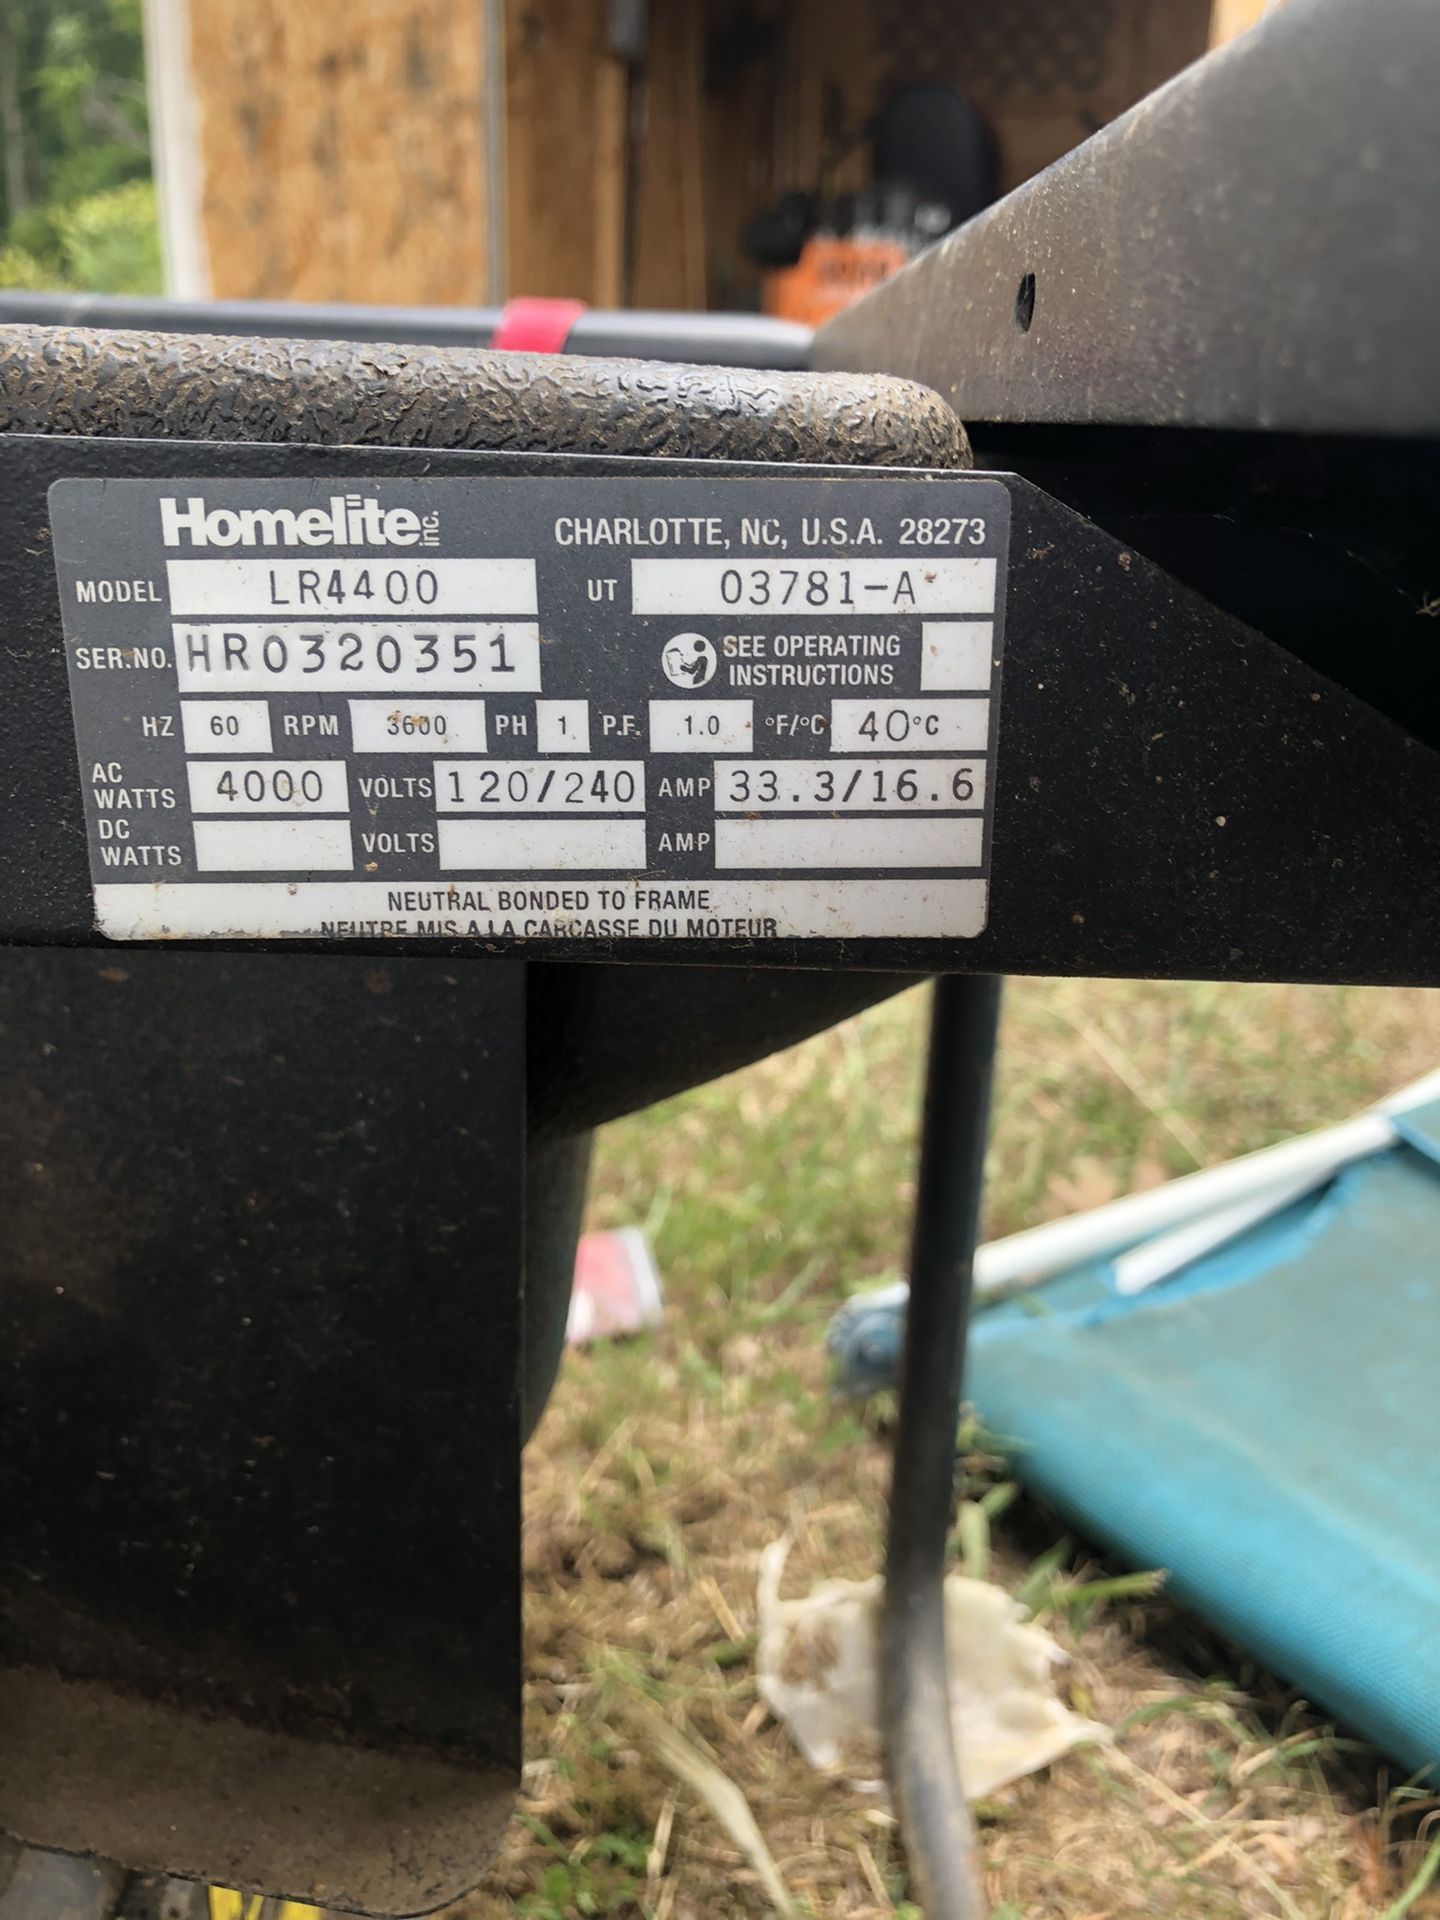 Homelite inc.
CHARLOTTE, NC, U.S.A. 28273
MODEL LR4400 UT 03781-A
SER.NO. HR0320351 SEE OPERATING
INSTRUCTIONS
HZ 60 RPM 3600 PH 1 P.F. 1.0 °F/°C 40°C
AC
WATTS 4000 VOLTS 120/240 AMP 33.3/16.6
DC
WATTS VOLTS AMP
NEUTRAL BONDED TO FRAME
NEUTRE MIS A LA CARCASSE DU MOTEUR